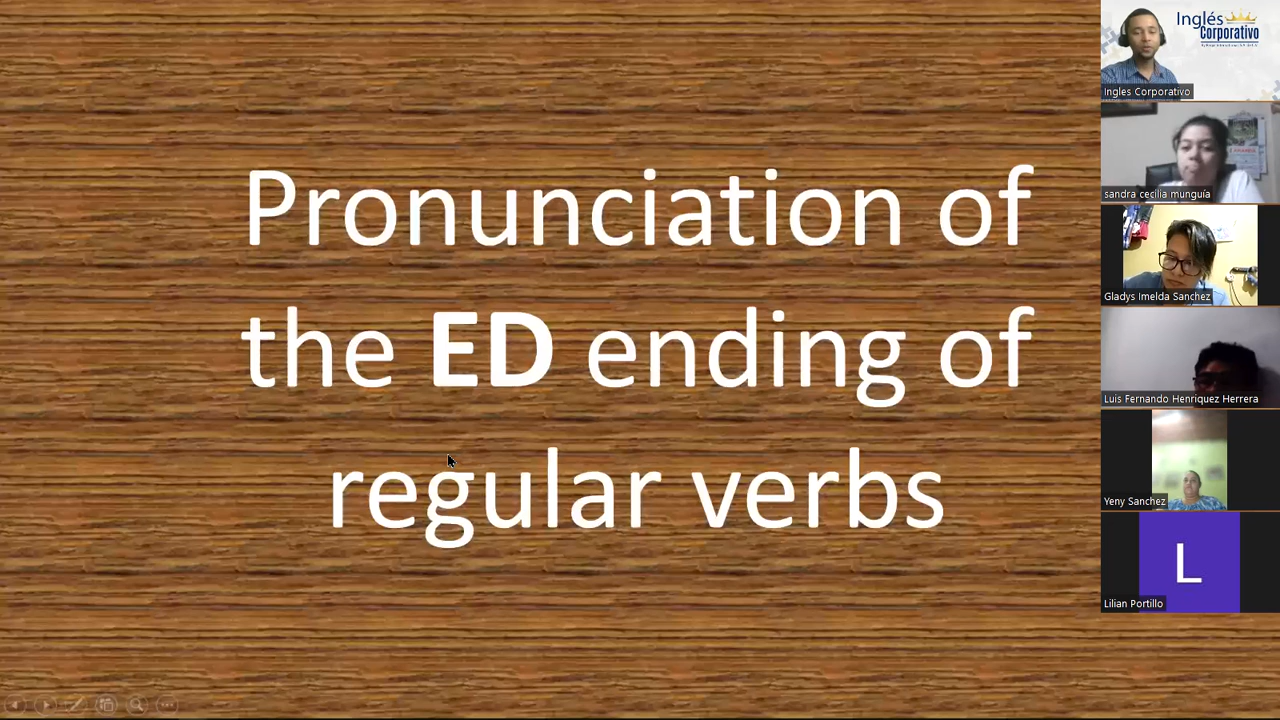 Pronunciation of
the ED ending of
regular verbs
Inglés
Corporativo
Ingles Corporativo
sandra cecilia munguía
Gladys Imelda Sanchez
Luis Fernando Henriquez Herrera
Yeny Sanchez
L
Lilian Portillo